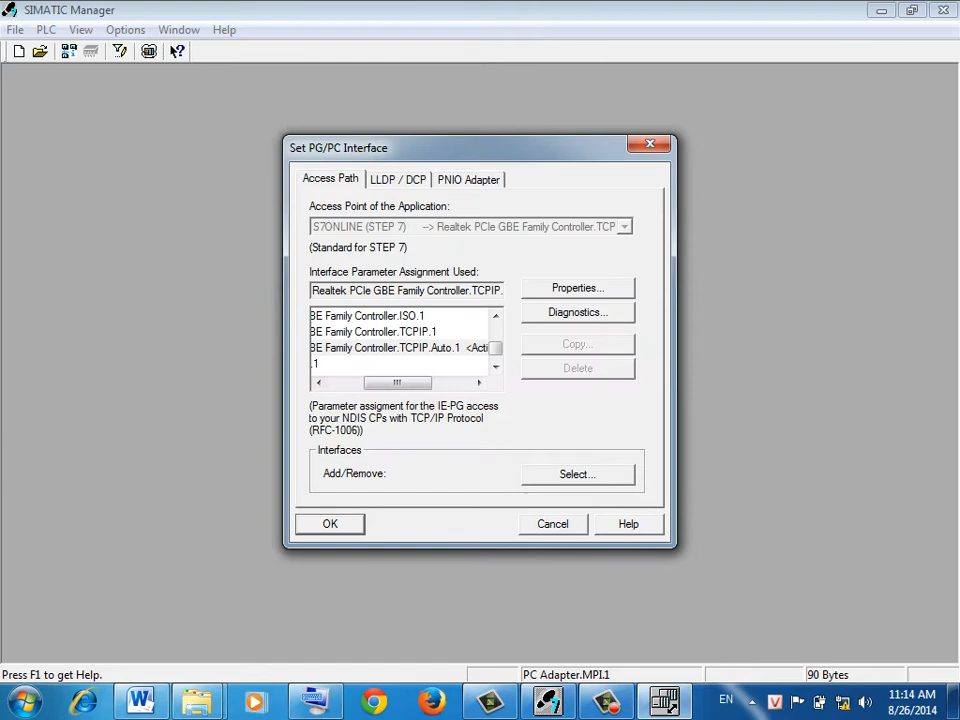 SIMATIC Manager
File PLC View Options Window Help
Set PG/PC Interface
Access Path LLDP / DCP PNIO Adapter
Access Point of the Application:
S7ONLINE (STEP 7) --> Realtek PCIe GBE Family Controller.TCP
(Standard for STEP 7)
Interface Parameter Assignment Used:
Realtek PCIe GBE Family Controller.TCPIP.
Properties...
BE Family Controller.ISO.1
Diagnostics...
BE Family Controller.TCPIP.1
BE Family Controller.TCPIP.Auto.1 <Acti
Copy...
.1
Delete
(Parameter assigment for the IE-PG access
to your NDIS CPs with TCP/IP Protocol
(RFC-1006))
Interfaces
Add/Remove: Select...
OK Cancel Help
Press F1 to get Help. PC Adapter.MPI.1 90 Bytes
EN
11:14 AM
8/26/2014